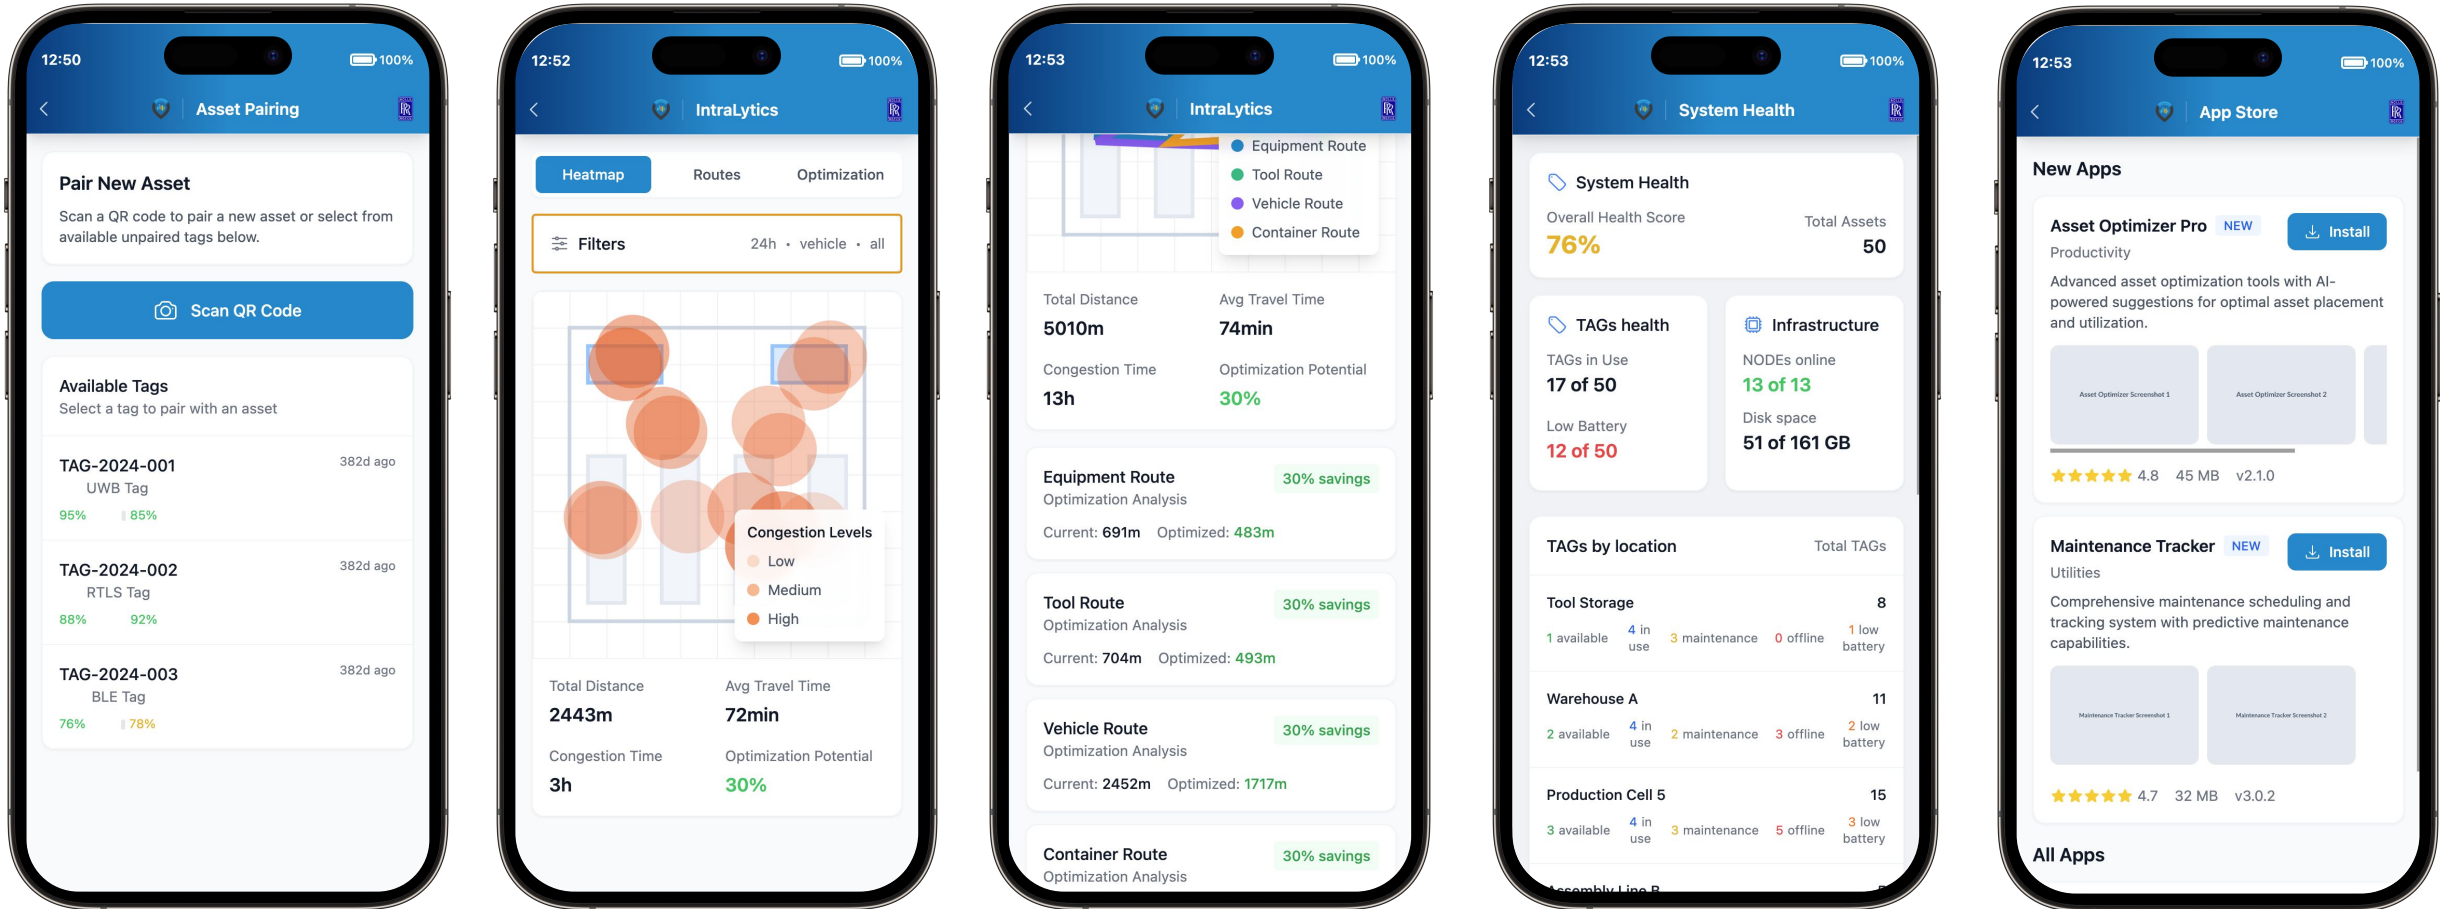 12:50
100%
Asset Pairing
Pair New Asset
Scan a QR code to pair a new asset or select from
available unpaired tags below.
Scan QR Code
Available Tags
Select a tag to pair with an asset
TAG-2024-001
382d ago
UWB Tag
95% 85%
TAG-2024-002
382d ago
RTLS Tag
88% 92%
TAG-2024-003
382d ago
BLE Tag
76% 78%
12:52
100%
IntraLytics
Heatmap Routes Optimization
Filters 24h • vehicle • all
Congestion Levels
Low
Medium
High
Total Distance Avg Travel Time
2443m 72min
Congestion Time Optimization Potential
3h 30%
12:53
100%
IntraLytics
Equipment Route
Tool Route
Vehicle Route
Container Route
Total Distance Avg Travel Time
5010m 74min
Congestion Time Optimization Potential
13h 30%
Equipment Route 30% savings
Optimization Analysis
Current: 691m Optimized: 483m
Tool Route 30% savings
Optimization Analysis
Current: 704m Optimized: 493m
Vehicle Route 30% savings
Optimization Analysis
Current: 2452m Optimized: 1717m
Container Route 30% savings
Optimization Analysis
12:53
100%
System Health
System Health
Overall Health Score Total Assets
76% 50
TAGs health
TAGs in Use
17 of 50
Low Battery
12 of 50
Infrastructure
NODEs online
13 of 13
Disk space
51 of 161 GB
TAGs by location Total TAGs
Tool Storage 8
1 available 4 in use 3 maintenance 0 offline 1 low battery
Warehouse A 11
2 available 4 in use 2 maintenance 3 offline 2 low battery
Production Cell 5 15
3 available 4 in use 3 maintenance 5 offline 3 low battery
Assembly Line B
12:53
100%
App Store
New Apps
Asset Optimizer Pro NEW Install
Productivity
Advanced asset optimization tools with AI-
powered suggestions for optimal asset placement
and utilization.
Asset Optimizer Screenshot 1 Asset Optimizer Screenshot 2
4.8 45 MB v2.1.0
Maintenance Tracker NEW Install
Utilities
Comprehensive maintenance scheduling and
tracking system with predictive maintenance
capabilities.
Maintenance Tracker Screenshot 1 Maintenance Tracker Screenshot 2
4.7 32 MB v3.0.2
All Apps